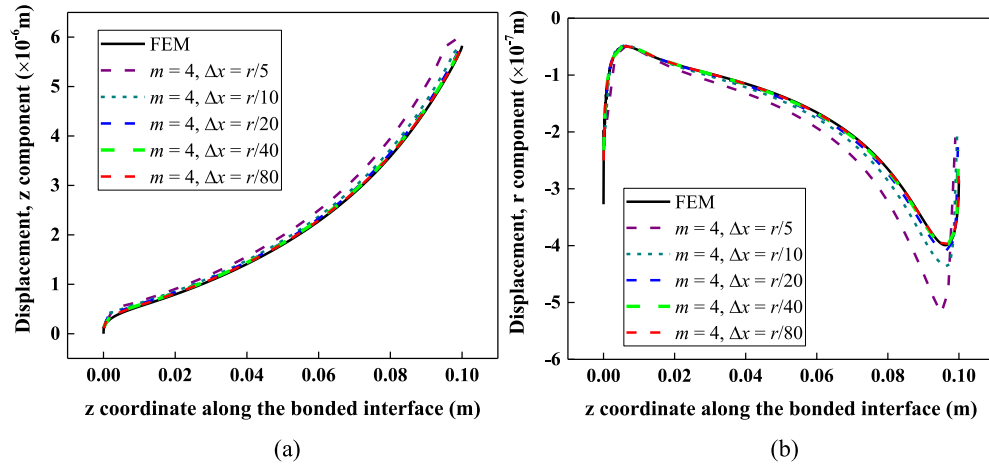 (a)
Displacement, z component (×10⁻⁶m)
6
5
4
3
2
1
0
FEM
m = 4, Δx = r/5
m = 4, Δx = r/10
m = 4, Δx = r/20
m = 4, Δx = r/40
m = 4, Δx = r/80
0.00 0.02 0.04 0.06 0.08 0.10
z coordinate along the bonded interface (m)
(a)
(b)
Displacement, r component (×10⁻⁷m)
-0
-1
-2
-3
-4
-5
-6
FEM
m = 4, Δx = r/5
m = 4, Δx = r/10
m = 4, Δx = r/20
m = 4, Δx = r/40
m = 4, Δx = r/80
0.00 0.02 0.04 0.06 0.08 0.10
z coordinate along the bonded interface (m)
(b)